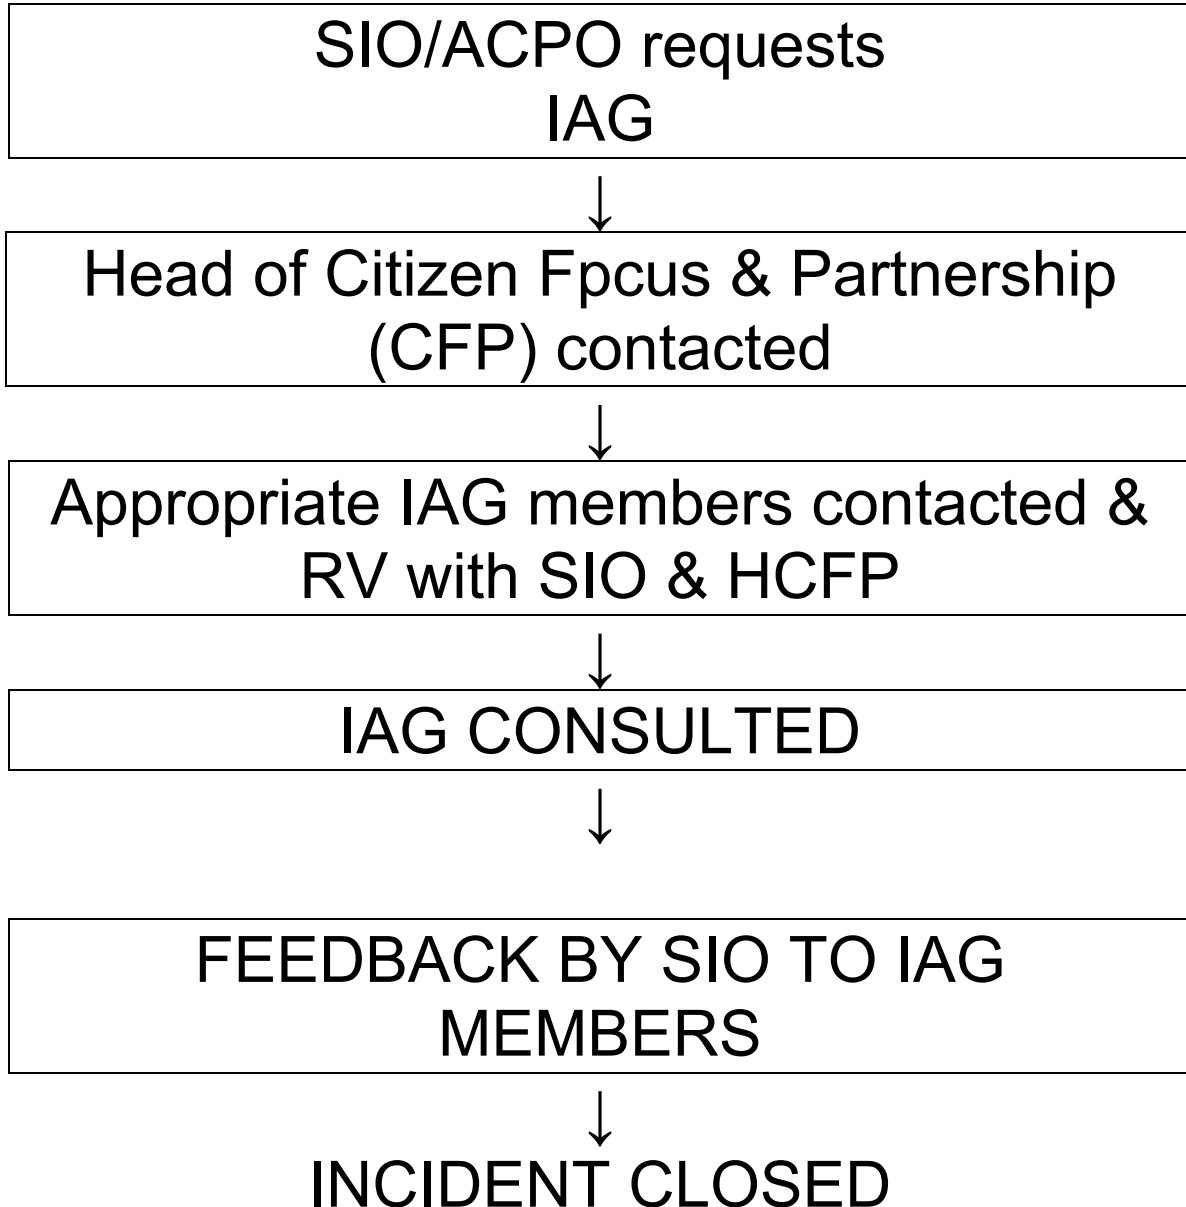 SIO/ACPO requests
IAG
↓
Head of Citizen Fpcus & Partnership
(CFP) contacted
↓
Appropriate IAG members contacted &
RV with SIO & HCFP
↓
IAG CONSULTED
↓
FEEDBACK BY SIO TO IAG
MEMBERS
↓
INCIDENT CLOSED